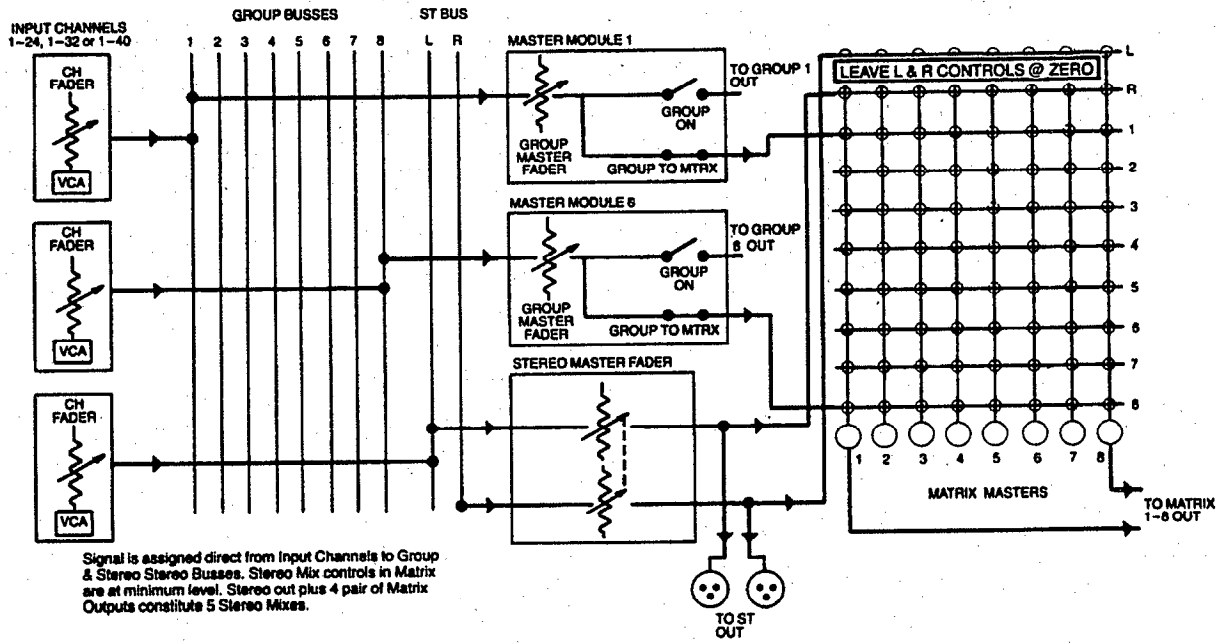 GROUP BUSSES
ST BUS
INPUT CHANNELS
1-24, 1-32 or 1-40
1 2 3 4 5 6 7 8
L R
CH
FADER
VCA
CH
FADER
VCA
CH
FADER
VCA
MASTER MODULE 1
TO GROUP 1
OUT
GROUP
ON
GROUP
MASTER
FADER
GROUP TO MTRX
MASTER MODULE 8
TO GROUP
8 OUT
GROUP
ON
GROUP
MASTER
FADER
GROUP TO MTRX
STEREO MASTER FADER
TO ST
OUT
LEAVE L & R CONTROLS @ ZERO
L
R
1
2
3
4
5
6
7
8
1 2 3 4 5 6 7 8
MATRIX MASTERS
TO MATRIX
1-8 OUT
Signal is assigned direct from Input Channels to Group
& Stereo Stereo Busses. Stereo Mix controls in Matrix
are at minimum level. Stereo out plus 4 pair of Matrix
Outputs constitute 5 Stereo Mixes.